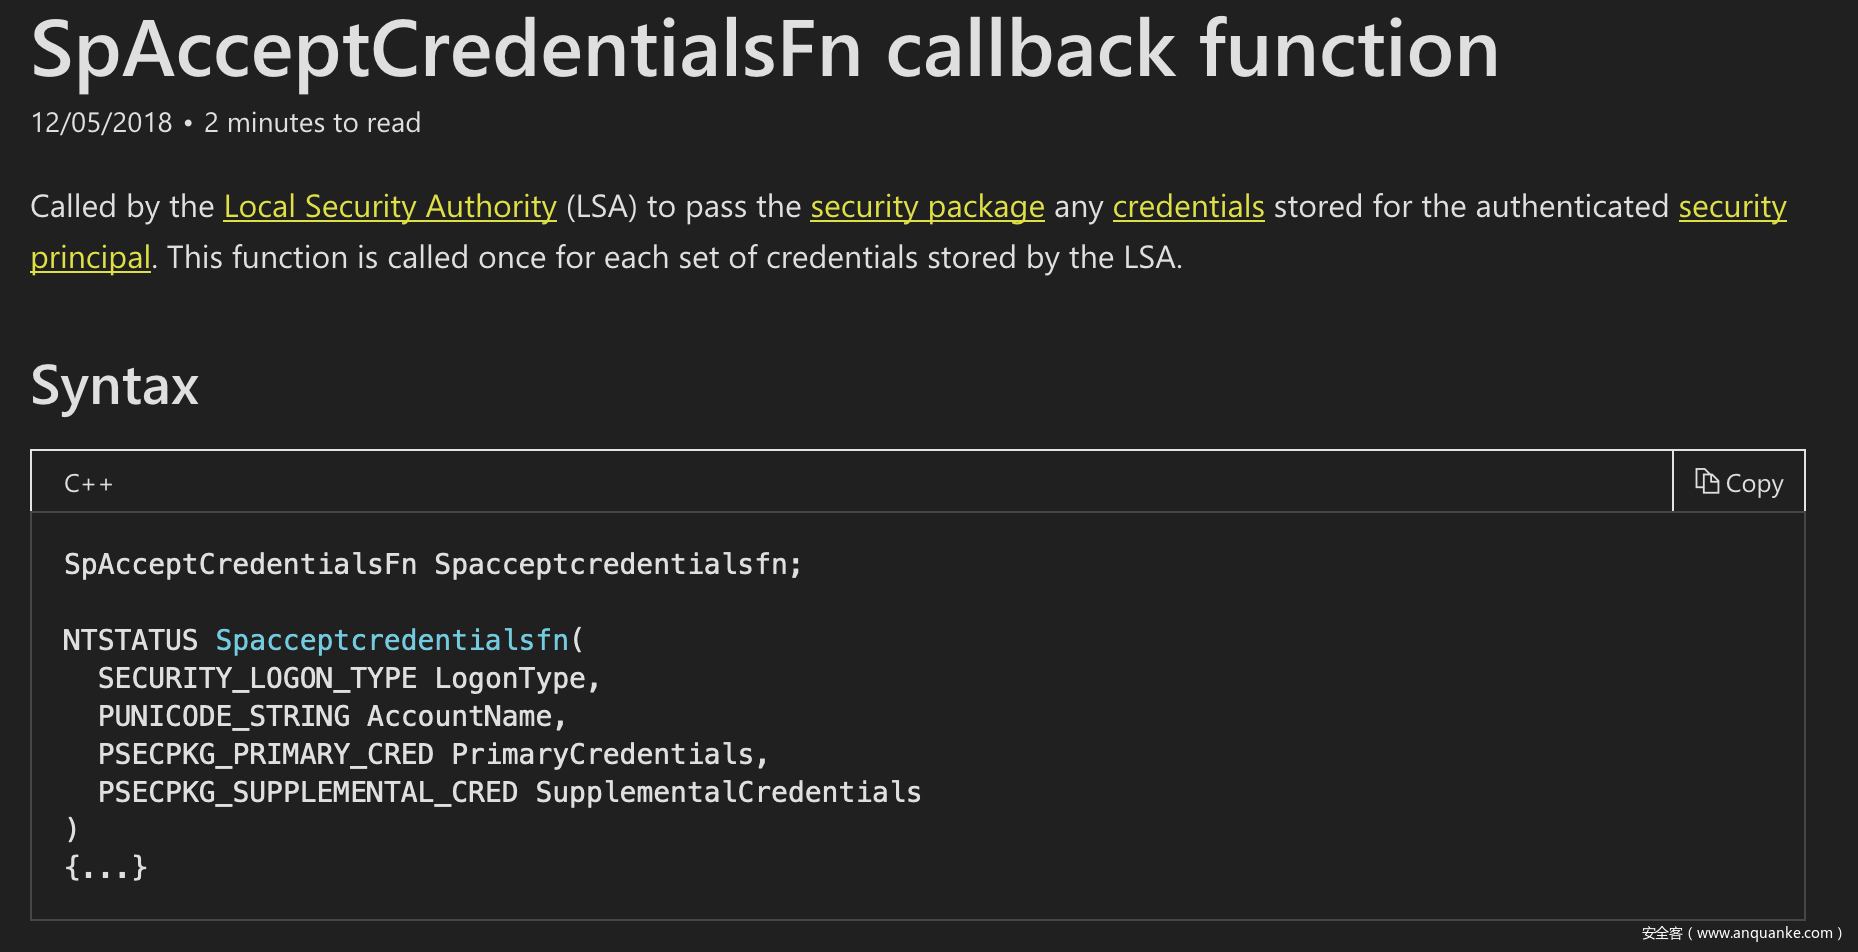 SpAcceptCredentialsFn callback function
12/05/2018 • 2 minutes to read
Called by the Local Security Authority (LSA) to pass the security package any credentials stored for the authenticated security
principal. This function is called once for each set of credentials stored by the LSA.
Syntax
C++
Copy
SpAcceptCredentialsFn Spacceptcredentialsfn;
NTSTATUS Spacceptcredentialsfn(
  SECURITY_LOGON_TYPE LogonType,
  PUNICODE_STRING AccountName,
  PSECPKG_PRIMARY_CRED PrimaryCredentials,
  PSECPKG_SUPPLEMENTAL_CRED SupplementalCredentials
)
{...}
安全客（www.anquanke.com）